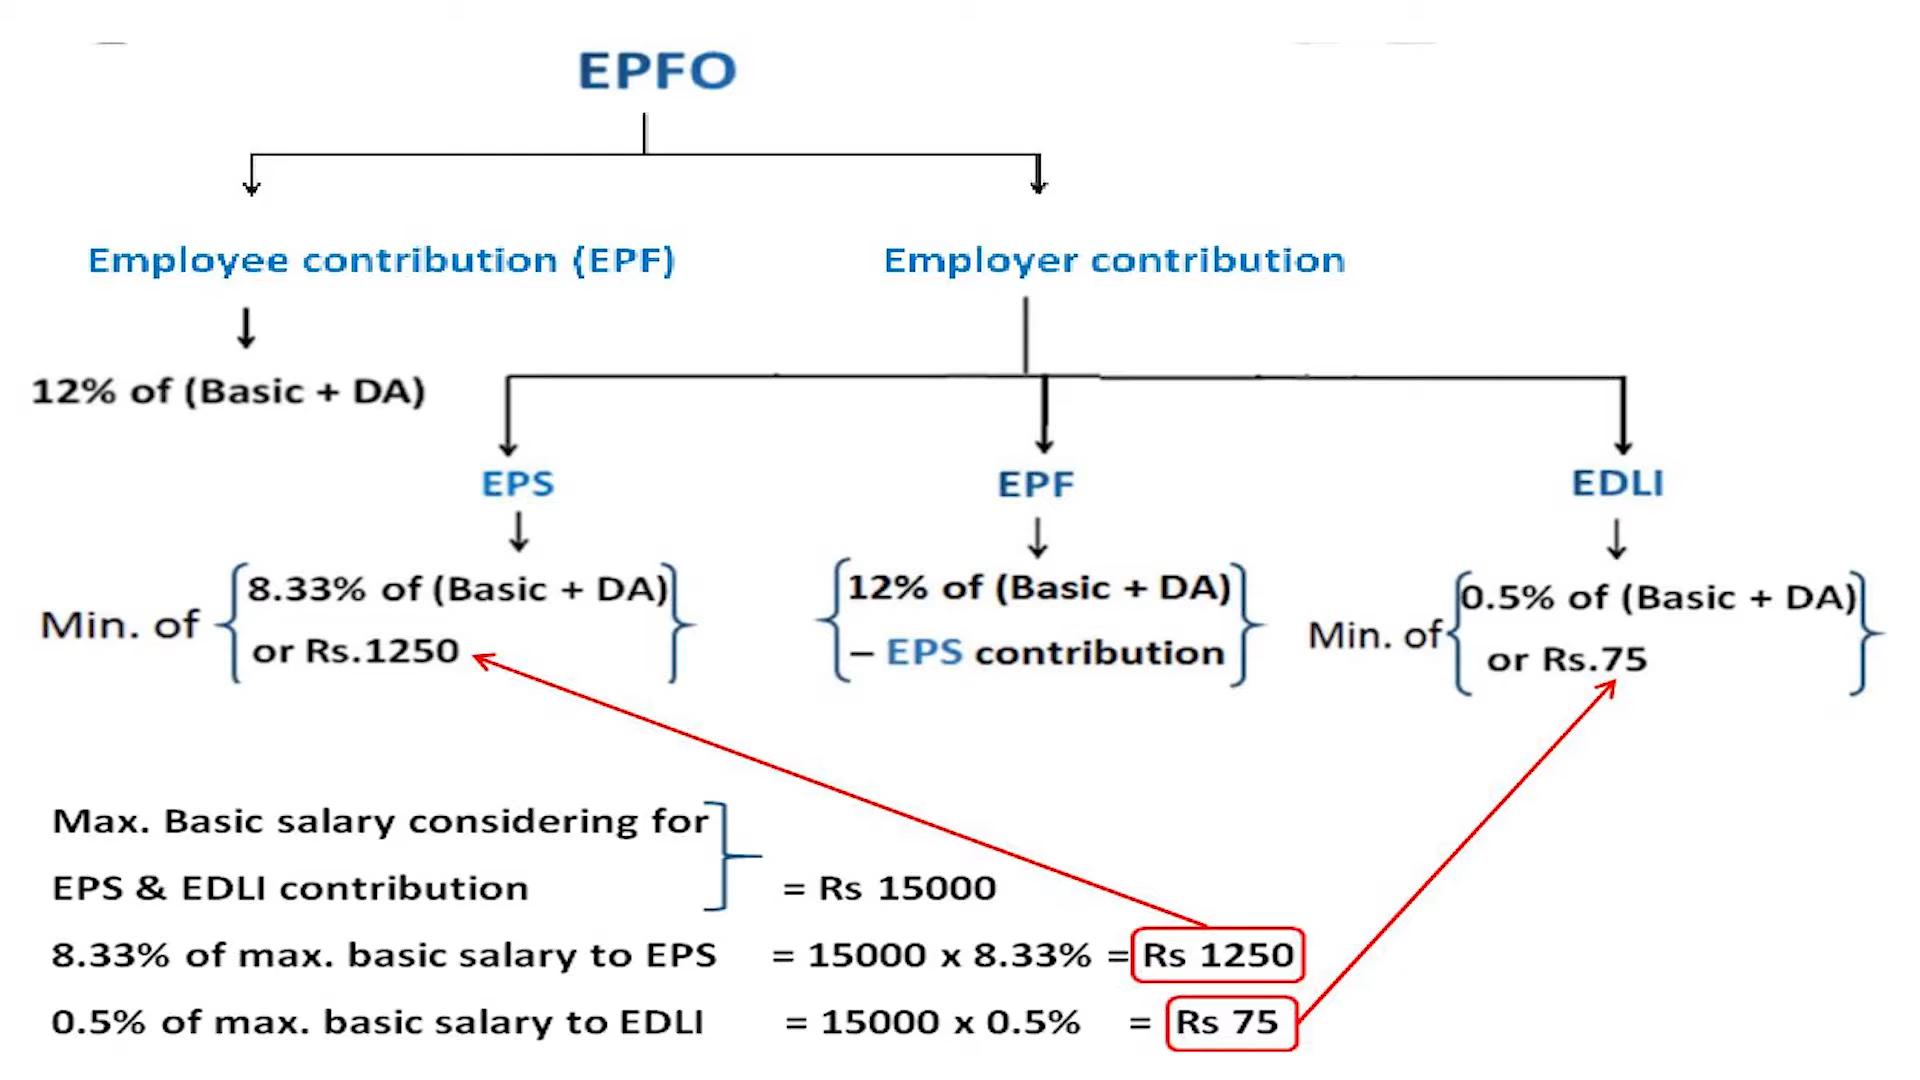 EPFO
Employee contribution (EPF)
Employer contribution
12% of (Basic + DA)
EPS
EPF
EDLI
Min. of
8.33% of (Basic + DA)
or Rs.1250
12% of (Basic + DA)
– EPS contribution
Min. of
0.5% of (Basic + DA)
or Rs.75
Max. Basic salary considering for
EPS & EDLI contribution = Rs 15000
8.33% of max. basic salary to EPS = 15000 x 8.33% = Rs 1250
0.5% of max. basic salary to EDLI = 15000 x 0.5% = Rs 75